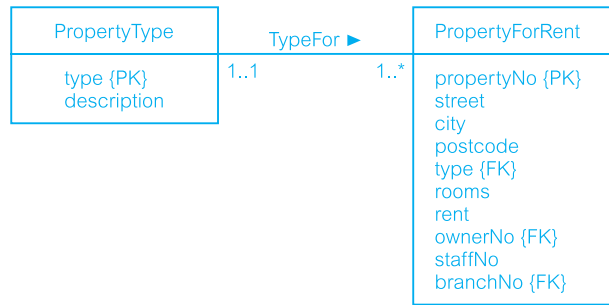 PropertyType
type {PK}
description
TypeFor ►
1..1
1..*
PropertyForRent
propertyNo {PK}
street
city
postcode
type {FK}
rooms
rent
ownerNo {FK}
staffNo
branchNo {FK}